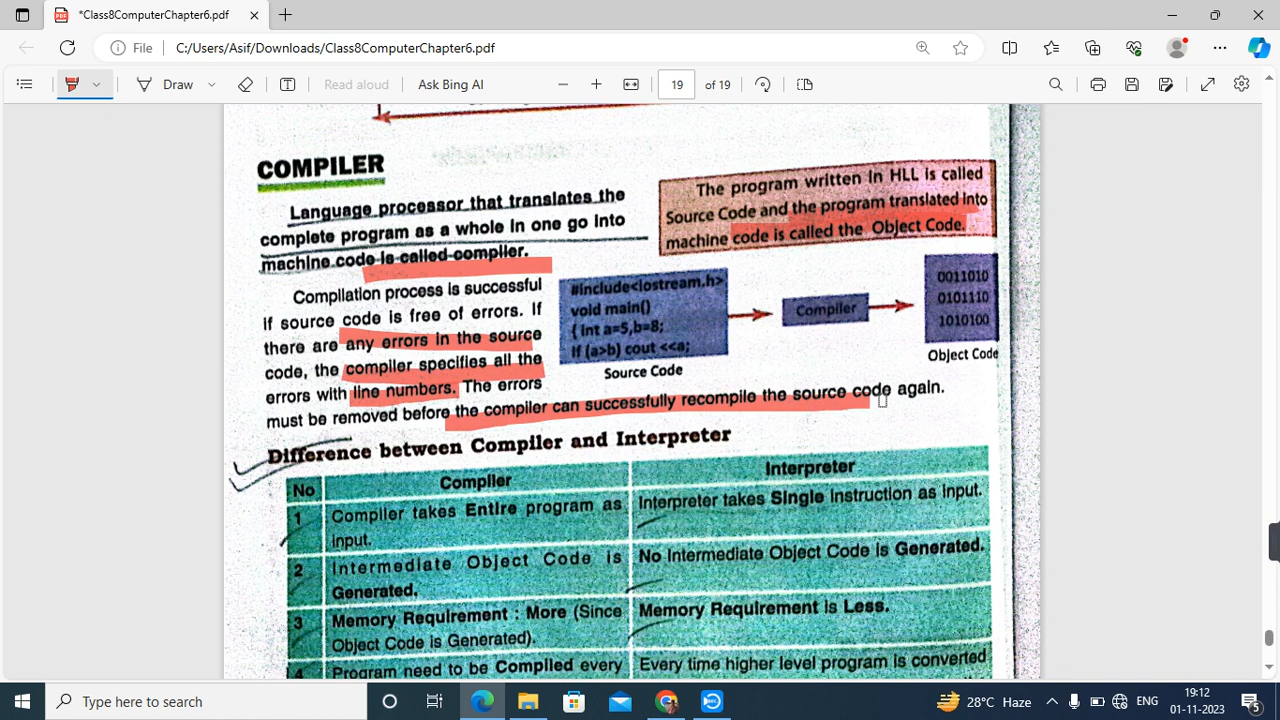 *Class8ComputerChapter6.pdf
File
C:/Users/Asif/Downloads/Class8ComputerChapter6.pdf
Draw
Read aloud
Ask Bing AI
19
of 19
COMPILER
Language processor that translates the
complete program as a whole in one go into
machine code is called compiler.
The program written in HLL is called
Source Code and the program translated into
machine code is called the Object Code.
Compilation process is successful
if source code is free of errors. If
there are any errors in the source
code, the compiler specifies all the
errors with line numbers. The errors
must be removed before the compiler can successfully recompile the source code again.
#include<iostream.h>
void main()
{ int a=5,b=8;
If (a>b) cout <<a;
Source Code
Compiler
0011010
0101110
1010100
Object Code
Difference between Compiler and Interpreter
No Compiler Interpreter
1 Compiler takes Entire program as input. Interpreter takes Single instruction as input.
2 Intermediate Object Code is Generated. No Intermediate Object Code is Generated.
3 Memory Requirement : More (Since Object Code is Generated). Memory Requirement is Less.
4 Program need to be Compiled every Every time higher level program is converted
Type here to search
28°C Haze
ENG
19:12
01-11-2023
5